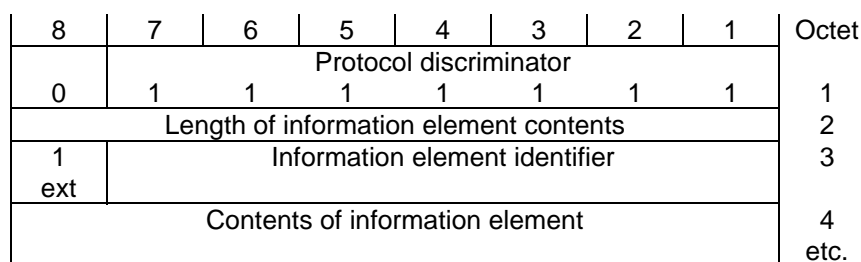 8 7 6 5 4 3 2 1 Octet
Protocol discriminator
0 1 1 1 1 1 1 1 1
Length of information element contents 2
1 Information element identifier 3
ext
Contents of information element 4
etc.